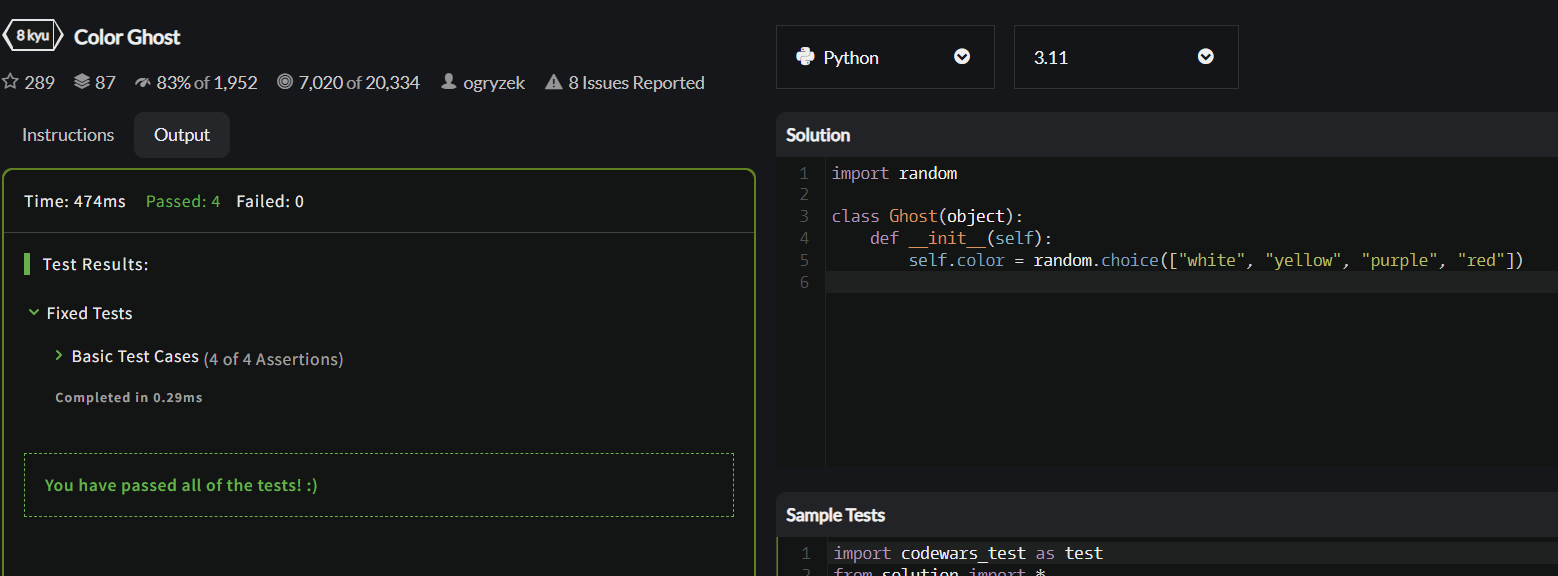 8 kyu Color Ghost
289 87 83% of 1,952 7,020 of 20,334 ogryzek 8 Issues Reported
Instructions Output
Time: 474ms Passed: 4 Failed: 0
Test Results:
Fixed Tests
Basic Test Cases (4 of 4 Assertions)
Completed in 0.29ms
You have passed all of the tests! :)
Python 3.11
Solution
1 import random
2
3 class Ghost(object):
4     def __init__(self):
5         self.color = random.choice(["white", "yellow", "purple", "red"])
6
Sample Tests
1 import codewars_test as test
2 from solution import *